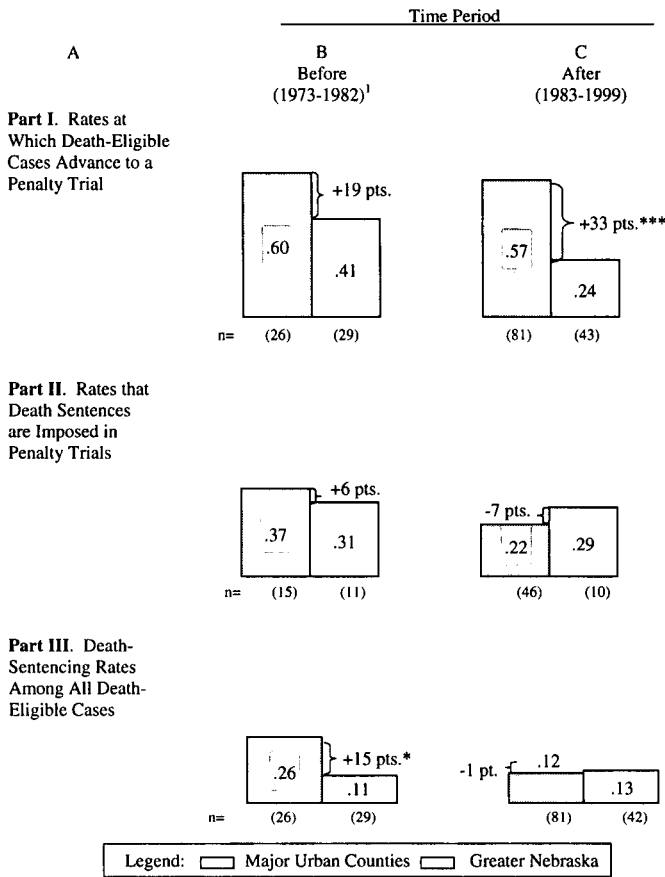 Time Period
A
B
C
Before
After
(1973-1982)1
(1983-1999)
Part I. Rates at
Which Death-Eligible
Cases Advance to a
Penalty Trial
+19 pts.
+33 pts.***
.60
.41
.57
.24
n= (26) (29) (81) (43)
Part II. Rates that
Death Sentences
are Imposed in
Penalty Trials
+6 pts.
-7 pts.
.37
.31
.22
.29
n= (15) (11) (46) (10)
Part III. Death-
Sentencing Rates
Among All Death-
Eligible Cases
+15 pts.*
-1 pt.
.12
.26
.11
.13
n= (26) (29) (81) (42)
Legend: Major Urban Counties Greater Nebraska